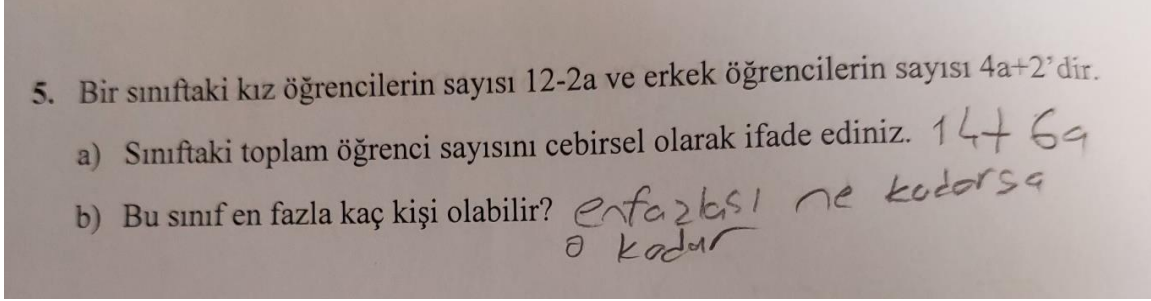 5. Bir sınıftaki kız öğrencilerin sayısı 12-2a ve erkek öğrencilerin sayısı 4a+2'dir.
a) Sınıftaki toplam öğrenci sayısını cebirsel olarak ifade ediniz. 14+6a
b) Bu sınıf en fazla kaç kişi olabilir? enfazlası ne kadarsa
o kadar